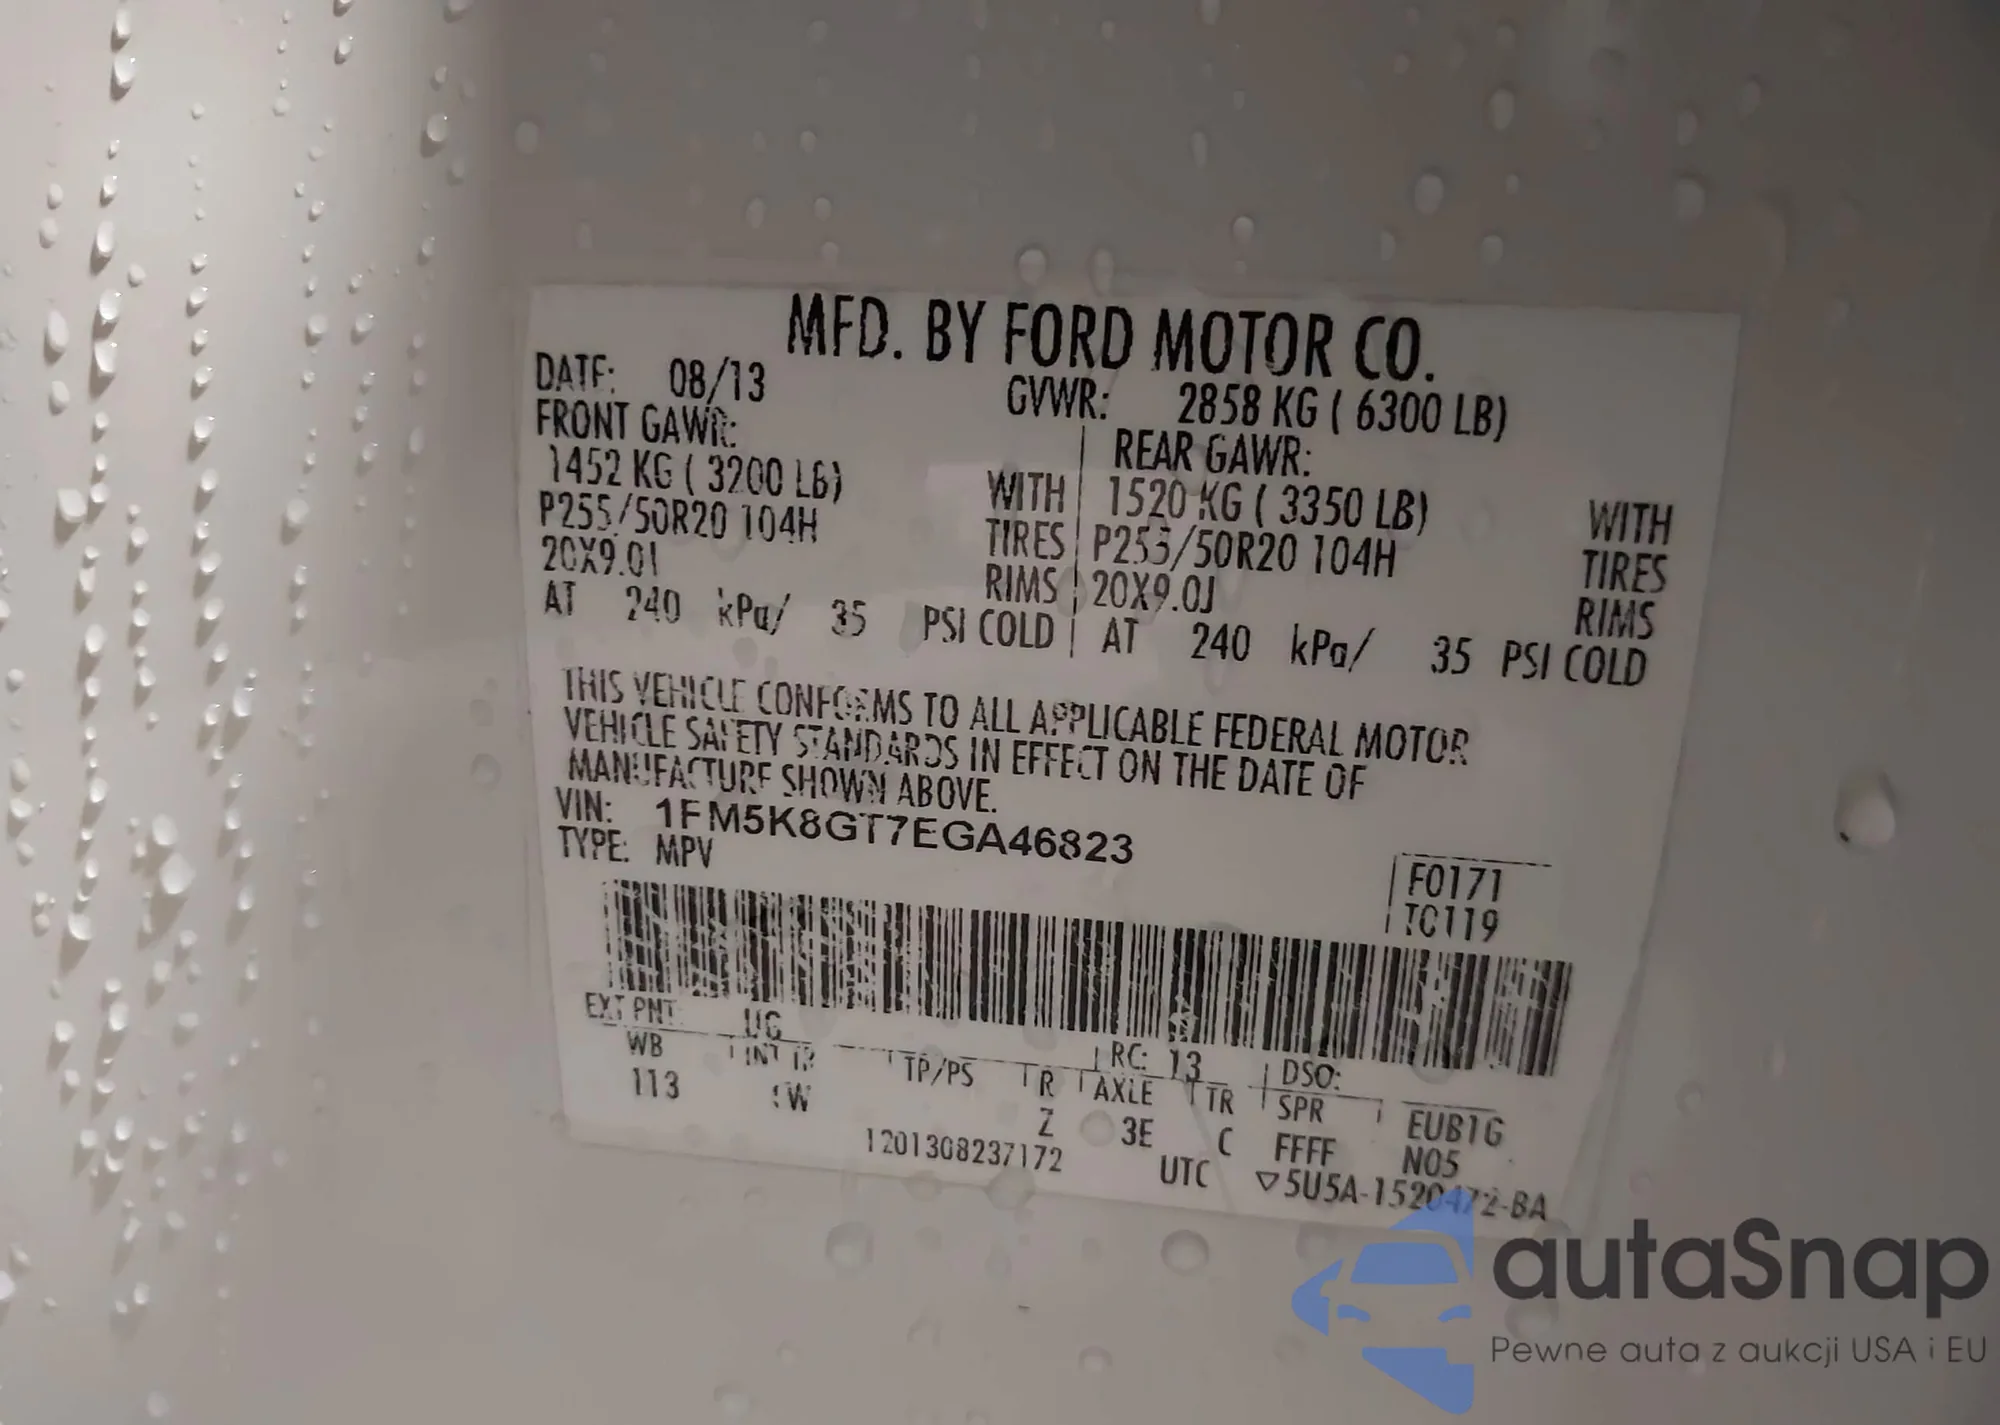 MFD. BY FORD MOTOR CO.
DATE: 08/13 GVWR: 2858 KG ( 6300 LB)
FRONT GAWR: REAR GAWR:
1452 KG ( 3200 LB) WITH 1520 KG ( 3350 LB) WITH
P255/50R20 104H TIRES P255/50R20 104H TIRES
20X9.0J RIMS 20X9.0J RIMS
AT 240 kPa/ 35 PSI COLD AT 240 kPa/ 35 PSI COLD
THIS VEHICLE CONFORMS TO ALL APPLICABLE FEDERAL MOTOR
VEHICLE SAFETY STANDARDS IN EFFECT ON THE DATE OF
MANUFACTURE SHOWN ABOVE.
VIN: 1FM5K8GT7EGA46823
TYPE: MPV
F0171
TC119
EXT PNT: UG RC: 13 DSO:
WB INT TR TP/PS R AXLE TR SPR EUB1G
113 W Z 3E C FFFF N05
1201308237172 UTC ▽5U5A-1520472-BA
autaSnap
Pewne auta z aukcji USA i EU